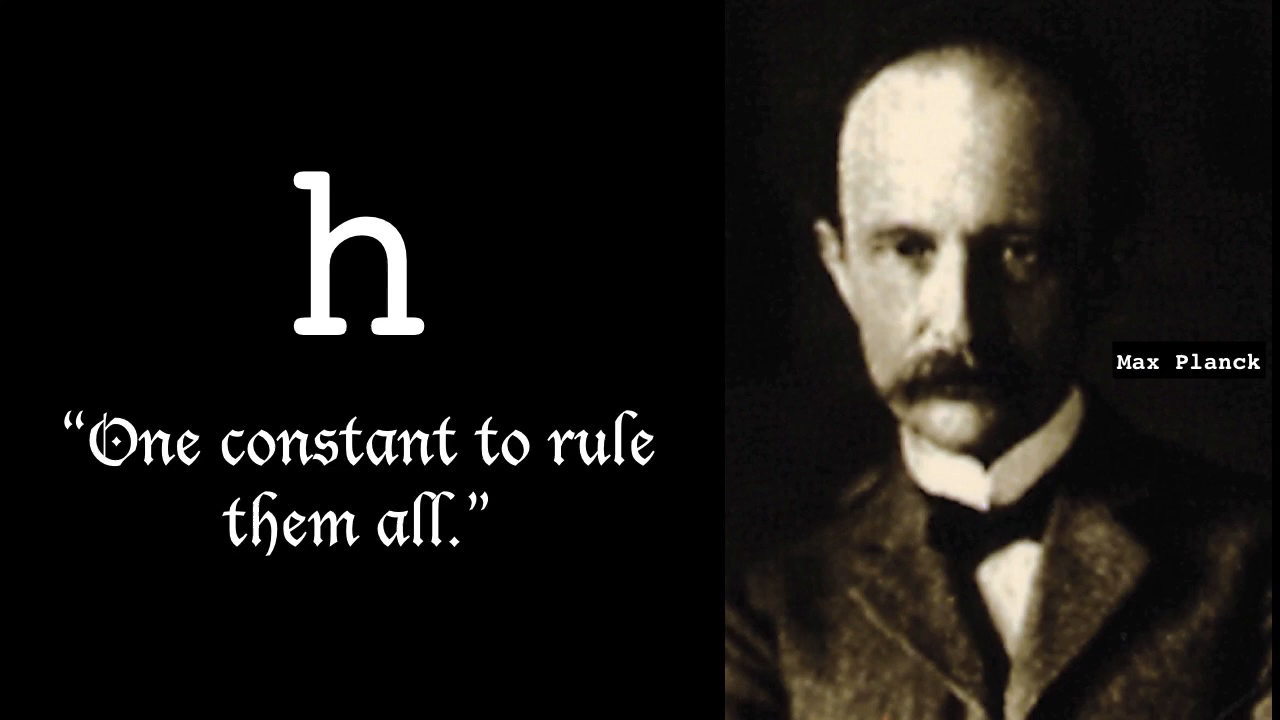 h
“One constant to rule
them all.”
Max Planck